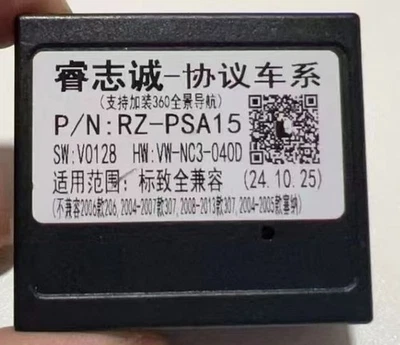 睿志诚-协议车系
(支持加装360全景导航)
P/N:RZ-PSA15
SW:V0128 HW:VW-NC3-040D
适用范围:标致全兼容 (24.10.25)
(不兼容2006款206,2004-2007款307,2008-2013款307,2004-2005款塞纳)